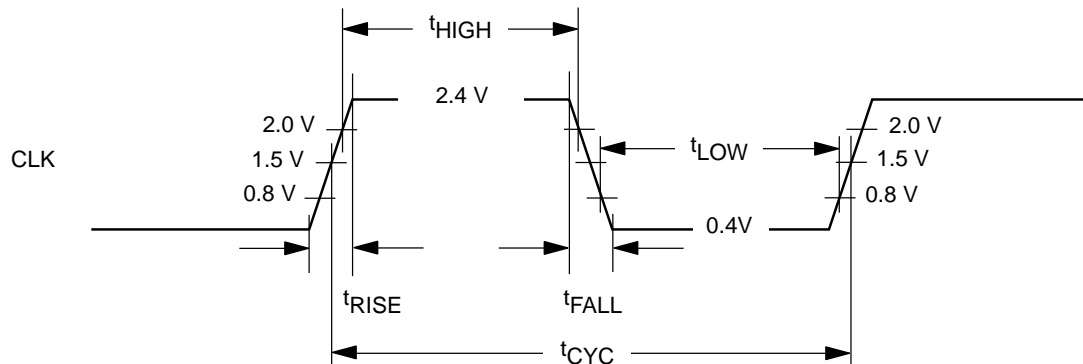 tHIGH
2.4 V
2.0 V
2.0 V
CLK
1.5 V
tLOW
1.5 V
0.8 V
0.8 V
0.4V
tRISE
tFALL
tCYC